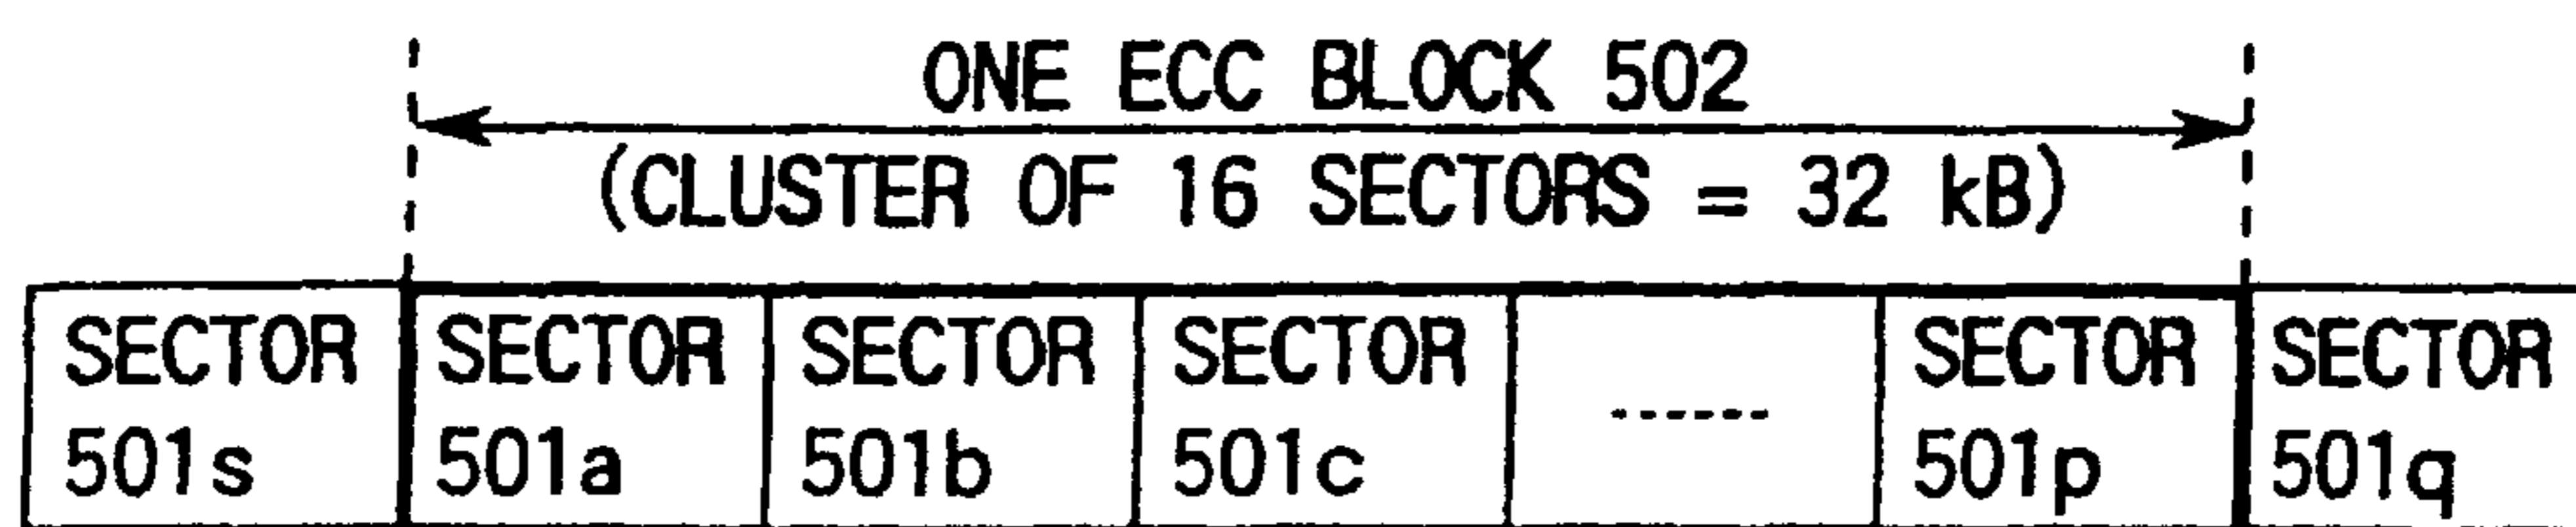 ONE ECC BLOCK 502
(CLUSTER OF 16 SECTORS = 32 kB)
SECTOR SECTOR SECTOR SECTOR SECTOR SECTOR
501s 501a 501b 501c ------ 501p 501q